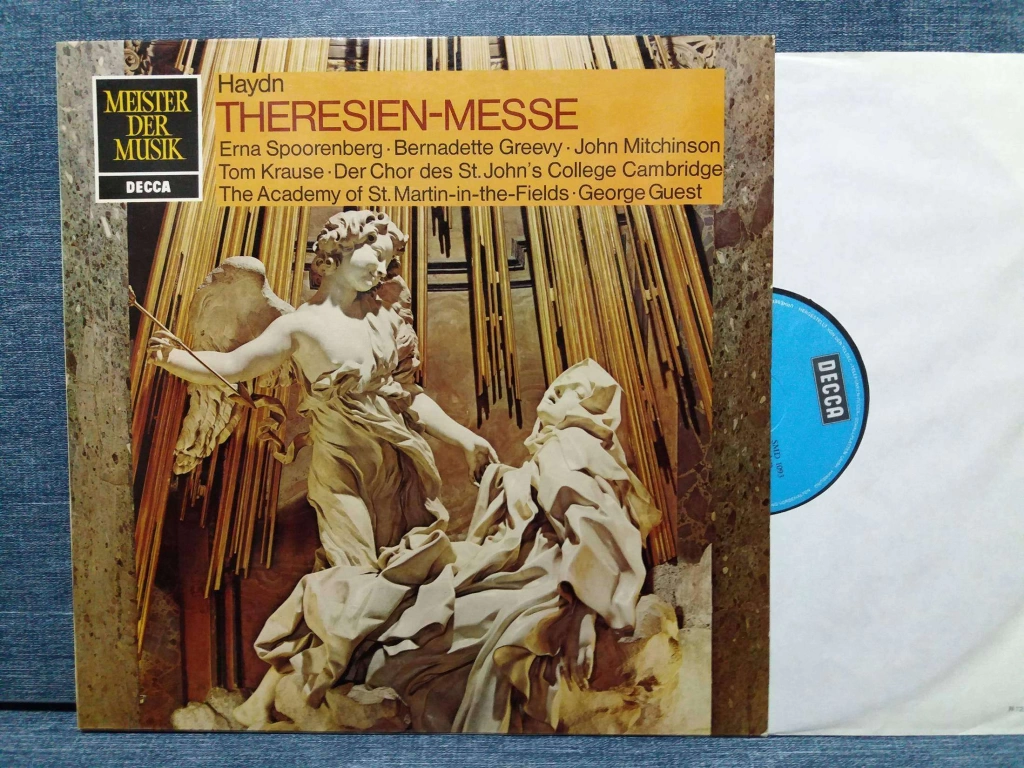 MEISTER
DER
MUSIK
DECCA
Haydn
THERESIEN-MESSE
Erna Spoorenberg · Bernadette Greevy · John Mitchinson
Tom Krause · Der Chor des St. John's College Cambridge
The Academy of St. Martin-in-the-Fields · George Guest
DECCA